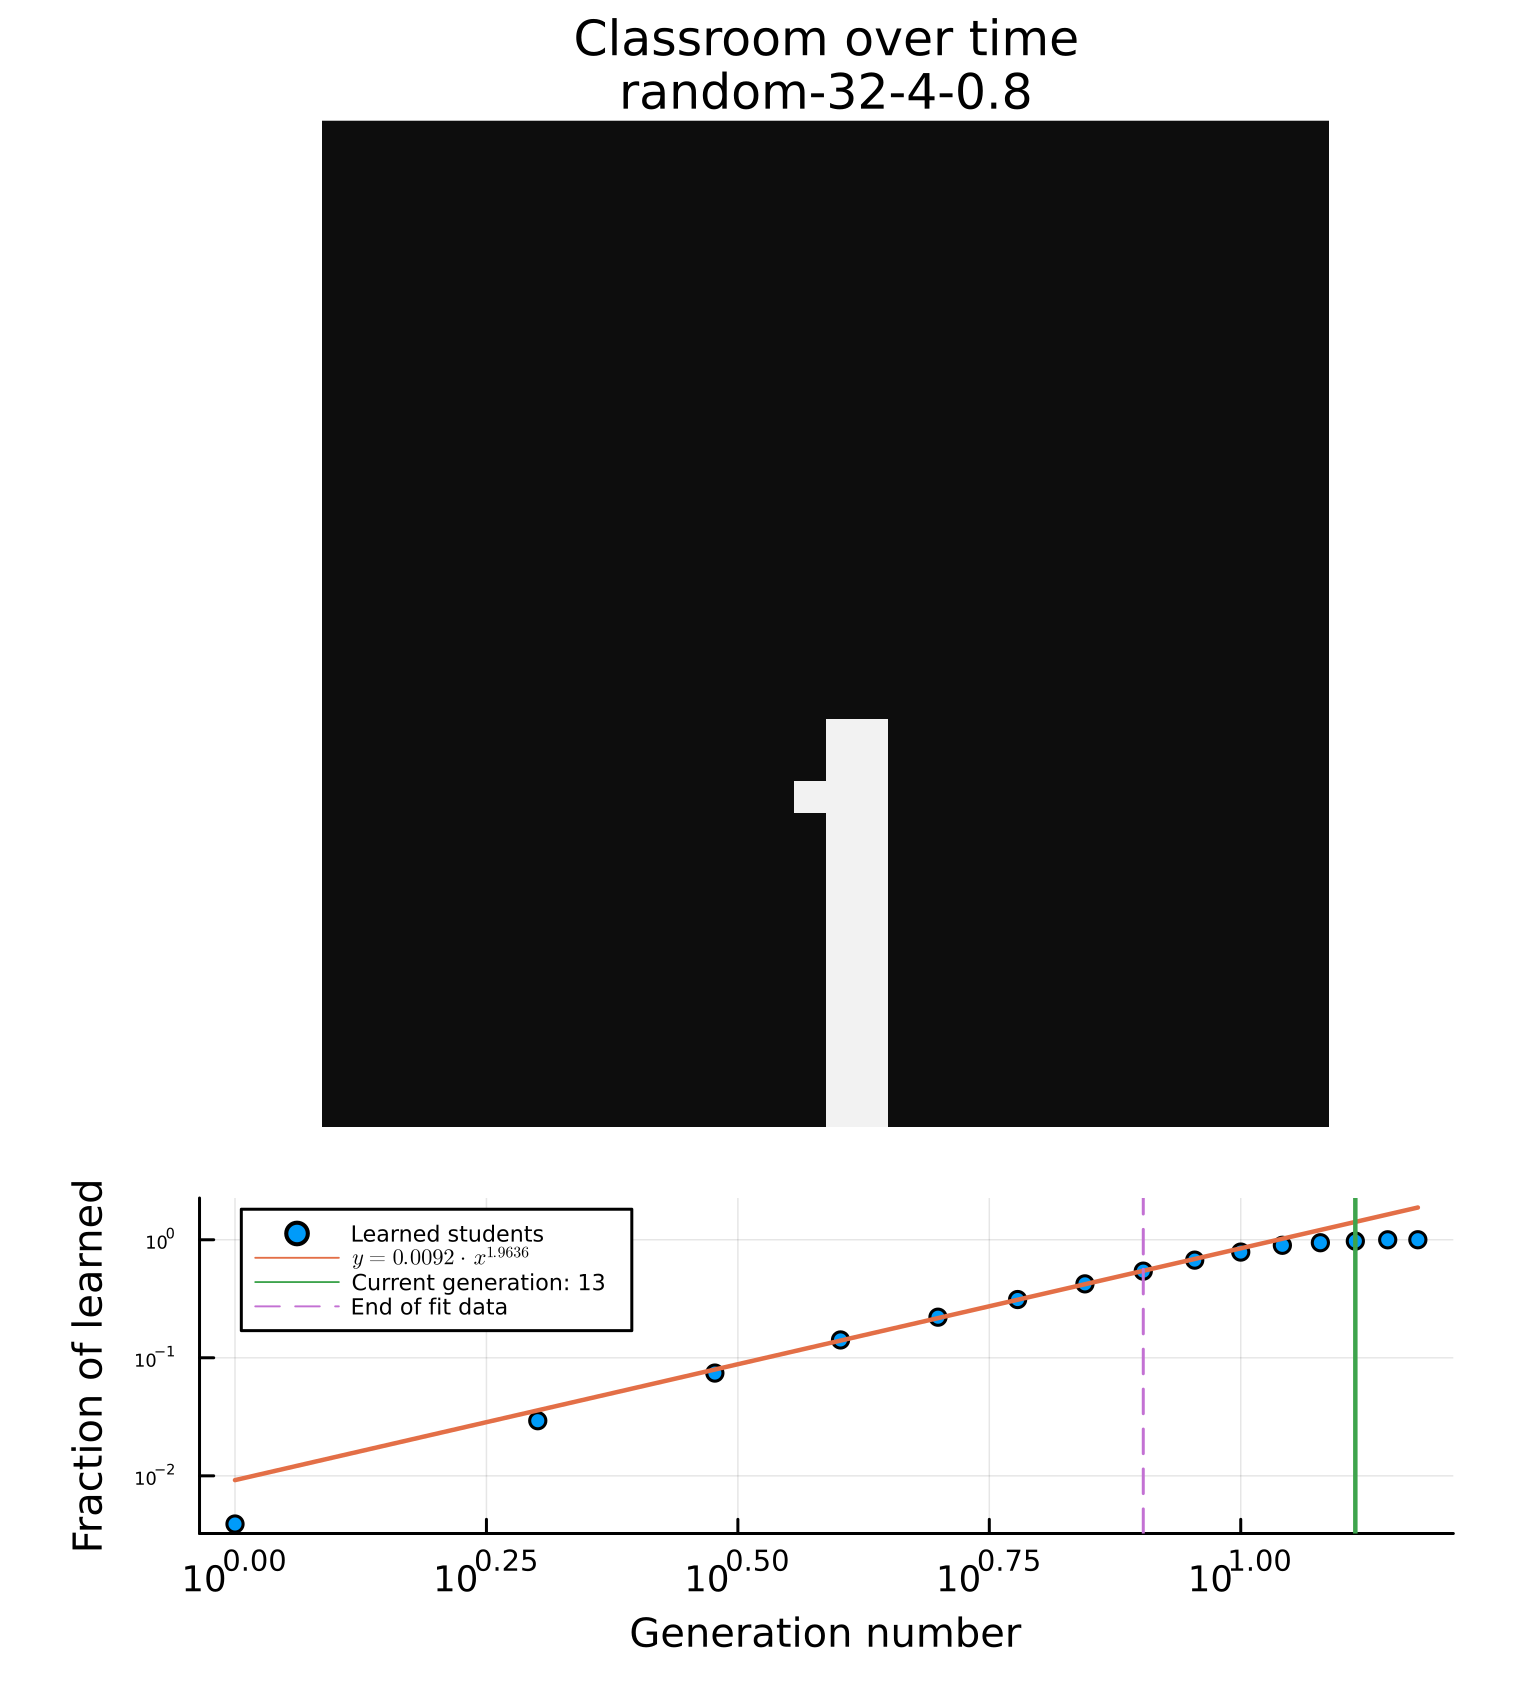 Classroom over time
random-32-4-0.8
Fraction of learned
Learned students
y = 0.0092 · x^1.9636
Current generation: 13
End of fit data
10^0
10^-1
10^-2
10^0.00 10^0.25 10^0.50 10^0.75 10^1.00
Generation number